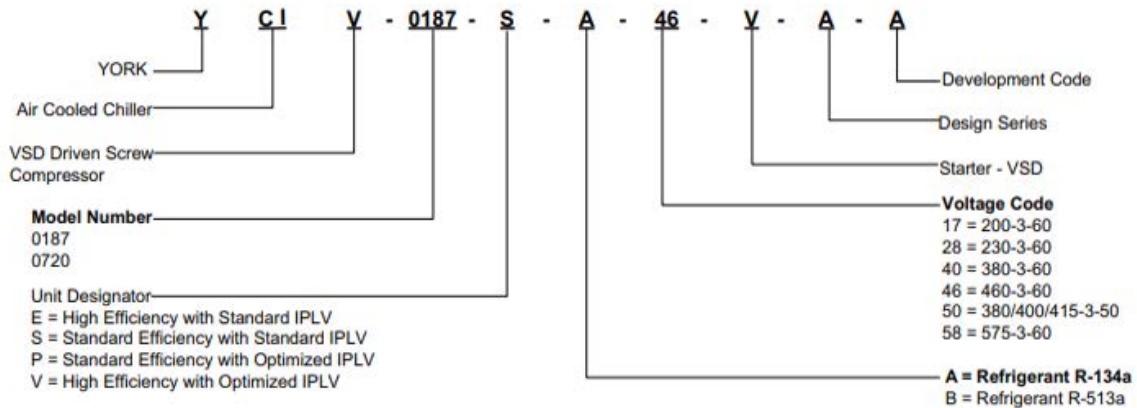 Y CI V - 0187 - S - A - 46 - V - A - A
YORK
Air Cooled Chiller
VSD Driven Screw
Compressor
Model Number
0187
0720
Unit Designator
E = High Efficiency with Standard IPLV
S = Standard Efficiency with Standard IPLV
P = Standard Efficiency with Optimized IPLV
V = High Efficiency with Optimized IPLV
Development Code
Design Series
Starter - VSD
Voltage Code
17 = 200-3-60
28 = 230-3-60
40 = 380-3-60
46 = 460-3-60
50 = 380/400/415-3-50
58 = 575-3-60
A = Refrigerant R-134a
B = Refrigerant R-513a